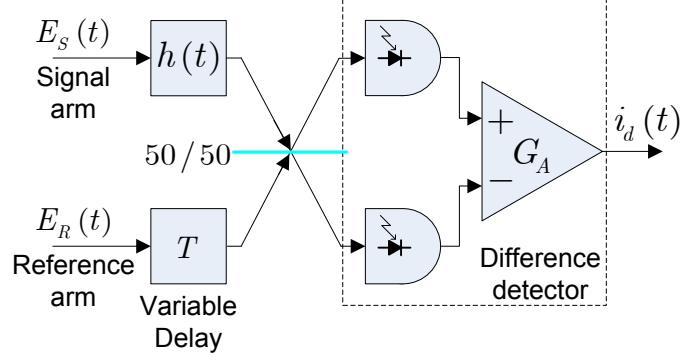 E_S(t)
Signal
arm
h(t)
50/50
E_R(t)
Reference
arm
T
Variable
Delay
+
G_A
−
i_d(t)
Difference
detector